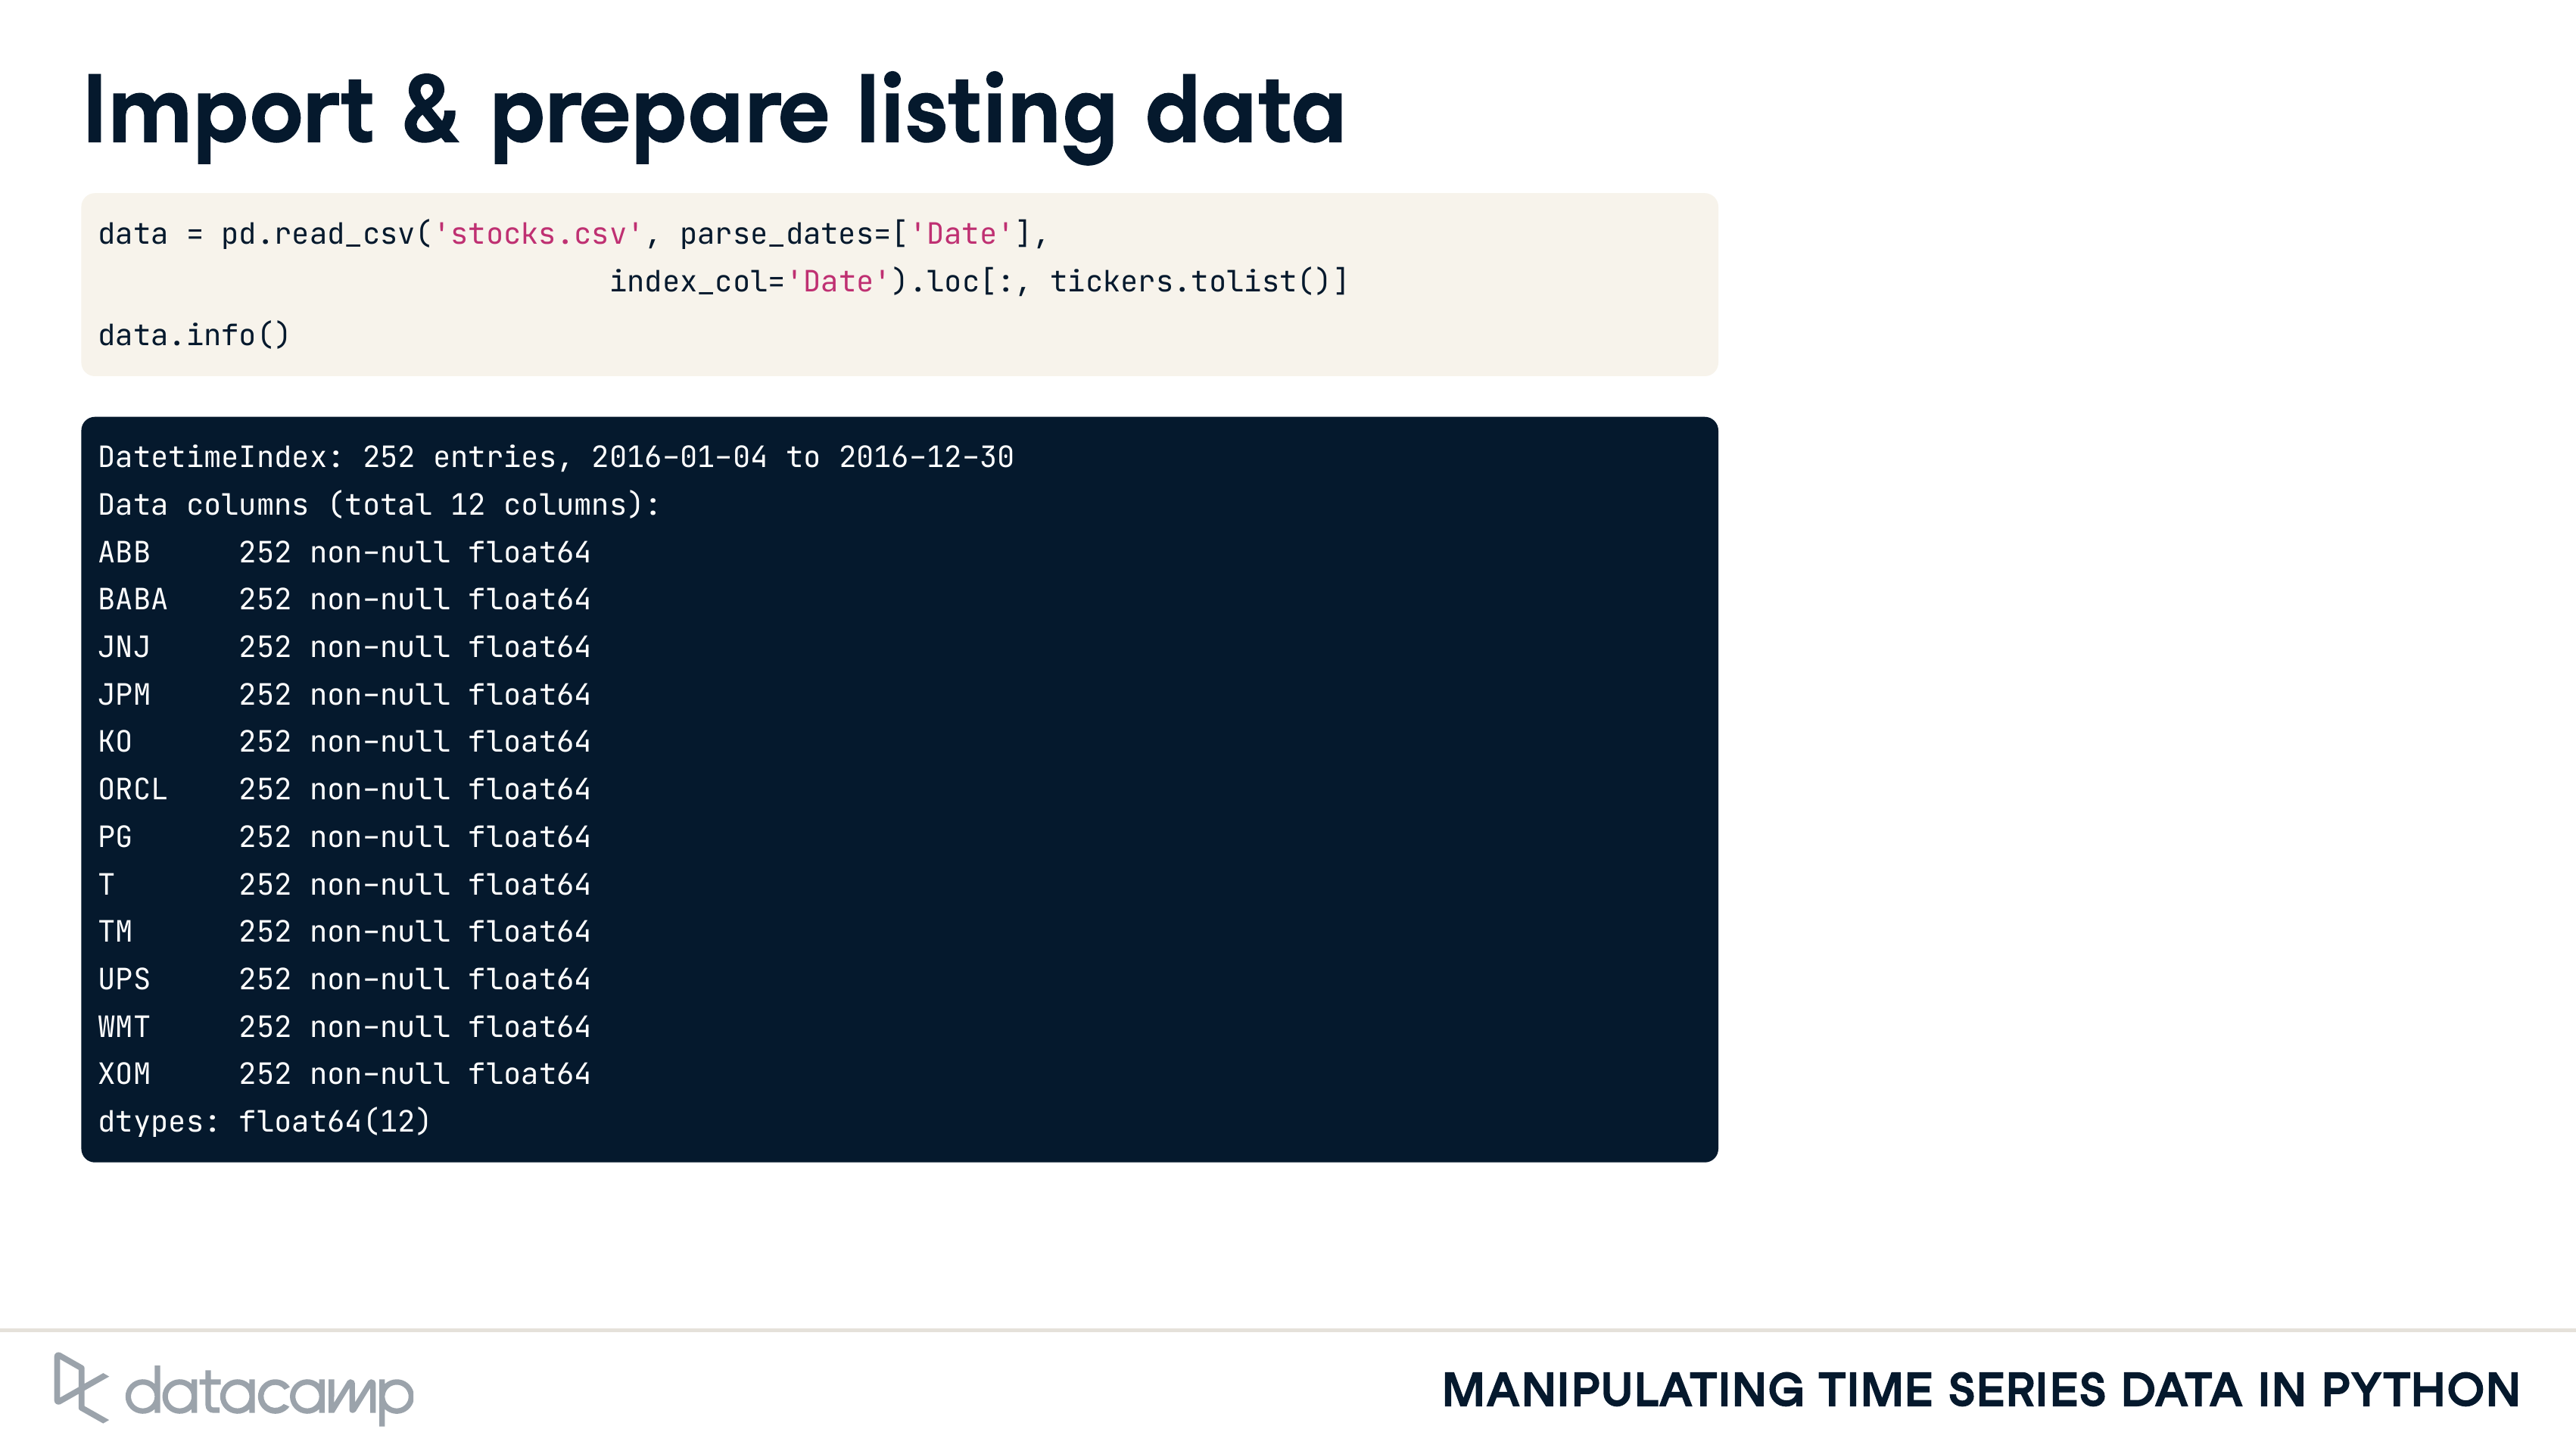 Import & prepare listing data
data = pd.read_csv('stocks.csv', parse_dates=['Date'],
                             index_col='Date').loc[:, tickers.tolist()]
data.info()
DatetimeIndex: 252 entries, 2016-01-04 to 2016-12-30
Data columns (total 12 columns):
ABB     252 non-null float64
BABA    252 non-null float64
JNJ     252 non-null float64
JPM     252 non-null float64
KO      252 non-null float64
ORCL    252 non-null float64
PG      252 non-null float64
T       252 non-null float64
TM      252 non-null float64
UPS     252 non-null float64
WMT     252 non-null float64
XOM     252 non-null float64
dtypes: float64(12)
datacamp
MANIPULATING TIME SERIES DATA IN PYTHON